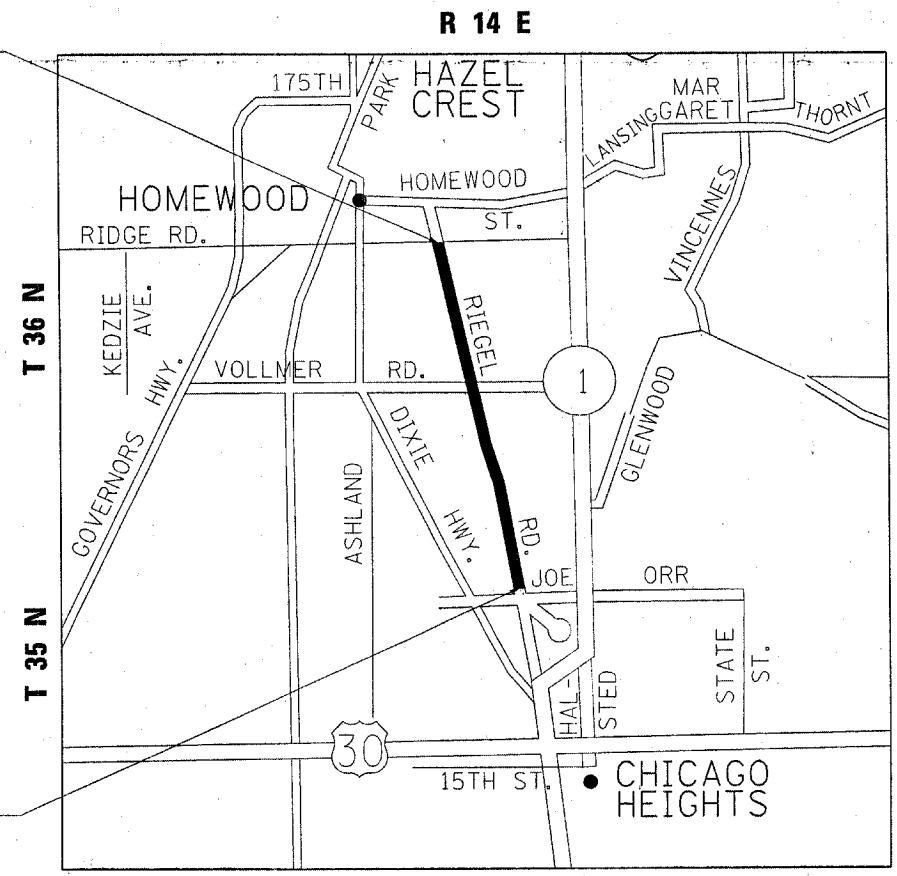 R 14 E
175TH
PARK
HAZEL
CREST
MAR
GARET
THORNT
LANSING
HOMEWOOD
HOMEWOOD
ST.
RIDGE RD.
VINCENNES
T 36 N
KEDZIE
AVE.
RIEGEL
RD.
VOLLMER RD.
1
GOVERNORS HWY.
DIXIE HWY.
ASHLAND
GLENWOOD
JOE ORR
T 35 N
STATE
ST.
HAL-
STED
30
15TH ST.
CHICAGO
HEIGHTS